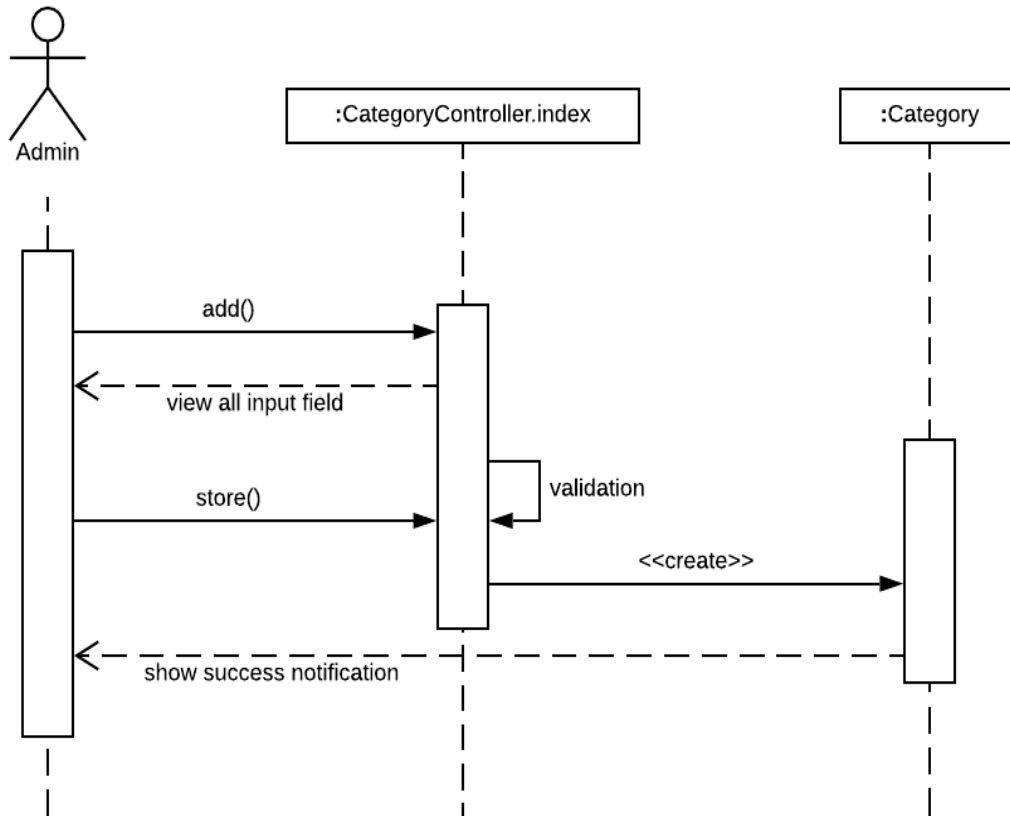 Admin
:CategoryController.index
:Category
add()
view all input field
store()
validation
<<create>>
show success notification